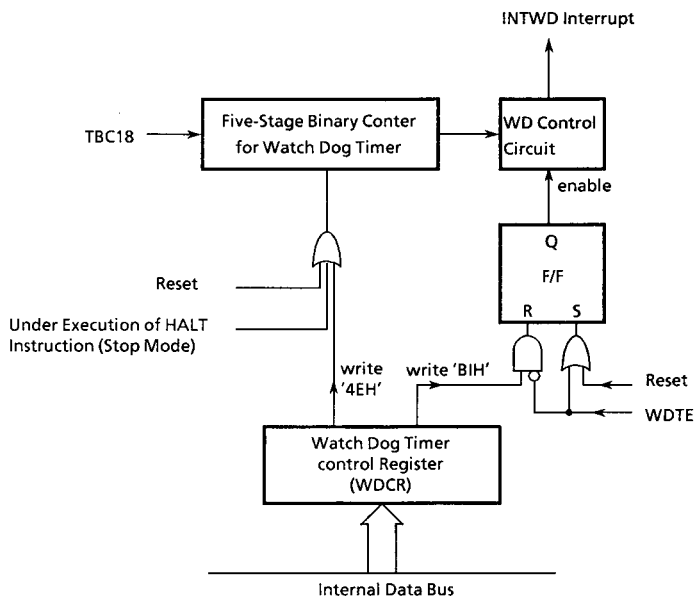 INTWD Interrupt
TBC18
Five-Stage Binary Conter
for Watch Dog Timer
WD Control
Circuit
enable
Q
F/F
R S
Reset
Under Execution of HALT
Instruction (Stop Mode)
write
'4EH'
write 'BIH'
Reset
WDTE
Watch Dog Timer
control Register
(WDCR)
Internal Data Bus